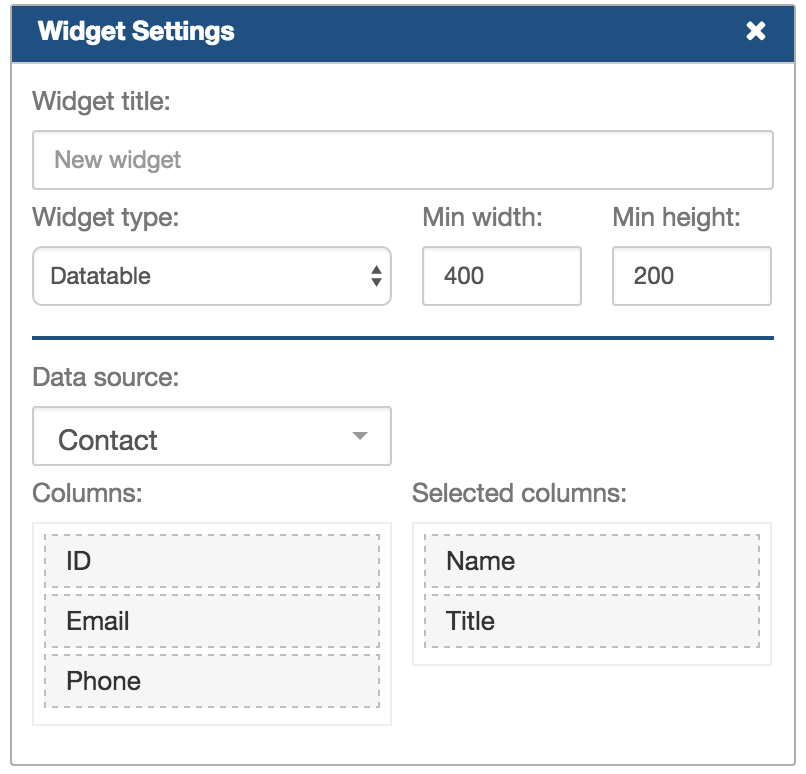 Widget Settings
Widget title:
New widget
Widget type:
Min width:
Min height:
Datatable
400
200
Data source:
Contact
Columns:
Selected columns:
ID
Email
Phone
Name
Title